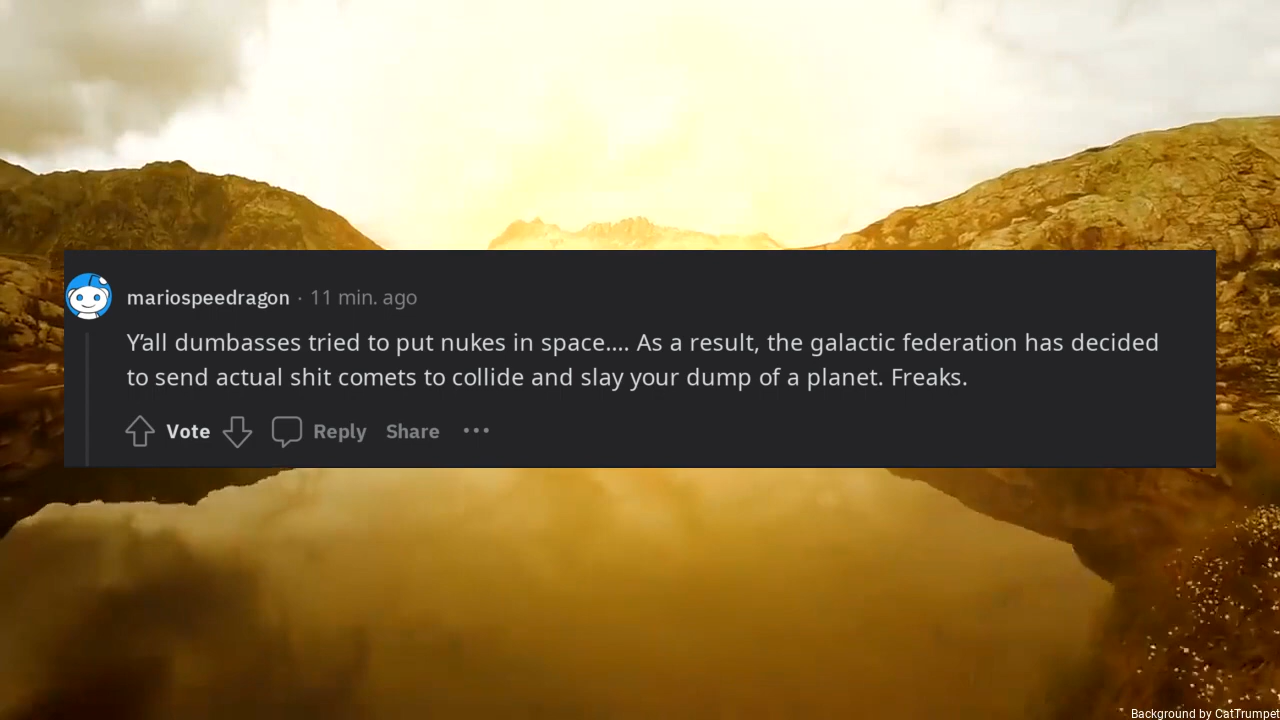 mariospeedragon · 11 min. ago
Y'all dumbasses tried to put nukes in space.... As a result, the galactic federation has decided
to send actual shit comets to collide and slay your dump of a planet. Freaks.
Vote Reply Share •••
Background by CatTrumpet